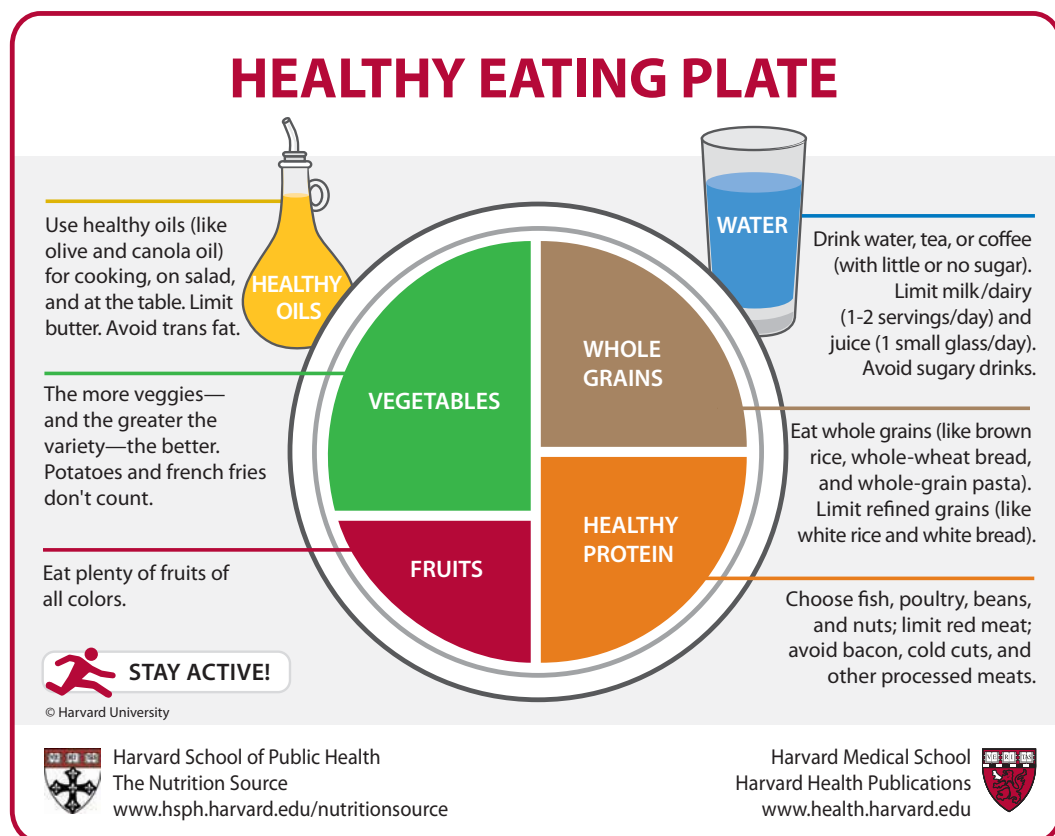 HEALTHY EATING PLATE
Use healthy oils (like
olive and canola oil)
for cooking, on salad,
and at the table. Limit
butter. Avoid trans fat.
HEALTHY
OILS
The more veggies—
and the greater the
variety—the better.
Potatoes and french fries
don't count.
Eat plenty of fruits of
all colors.
VEGETABLES
FRUITS
WHOLE
GRAINS
HEALTHY
PROTEIN
WATER
Drink water, tea, or coffee
(with little or no sugar).
Limit milk/dairy
(1-2 servings/day) and
juice (1 small glass/day).
Avoid sugary drinks.
Eat whole grains (like brown
rice, whole-wheat bread,
and whole-grain pasta).
Limit refined grains (like
white rice and white bread).
Choose fish, poultry, beans,
and nuts; limit red meat;
avoid bacon, cold cuts, and
other processed meats.
STAY ACTIVE!
© Harvard University
Harvard School of Public Health
The Nutrition Source
www.hsph.harvard.edu/nutritionsource
Harvard Medical School
Harvard Health Publications
www.health.harvard.edu